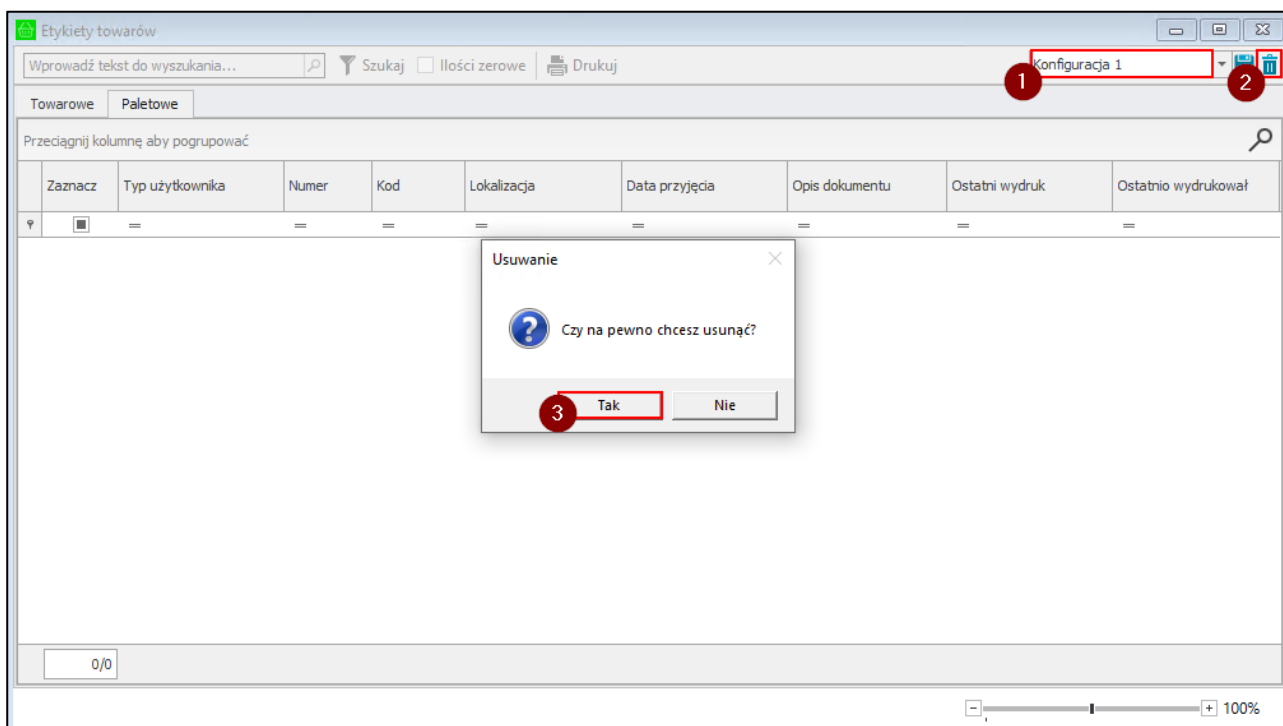 Etykiety towarów
Wprowadź tekst do wyszukania... Szukaj Ilości zerowe Drukuj Konfiguracja 1
1 2
Towarowe Paletowe
Przeciągnij kolumnę aby pogrupować
Zaznacz Typ użytkownika Numer Kod Lokalizacja Data przyjęcia Opis dokumentu Ostatni wydruk Ostatnio wydrukował
= = = = = = = =
Usuwanie
Czy na pewno chcesz usunąć?
3 Tak Nie
0/0
100%